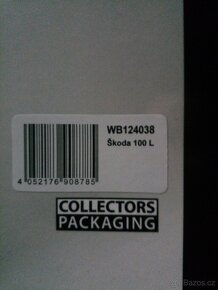 WB124038
Škoda 100 L
4 052176 908785
COLLECTORS
PACKAGING